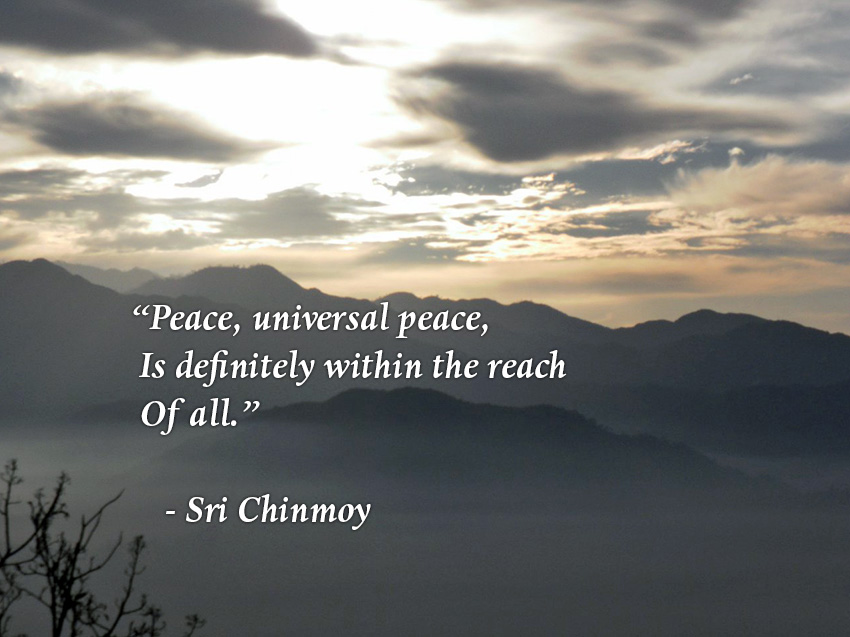 “Peace, universal peace,
Is definitely within the reach
Of all.”
- Sri Chinmoy